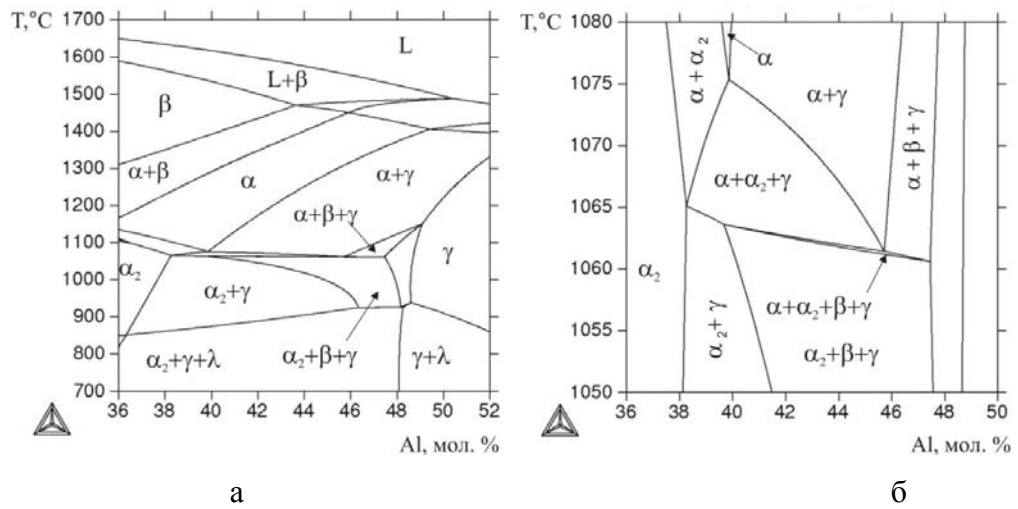 T,°C
1700
1600
1500
1400
1300
1200
1100
1000
900
800
700
L
L+β
β
α+β
α
α+γ
α+β+γ
γ
α₂
α₂+γ
α₂+γ+λ
α₂+β+γ
γ+λ
36 40 42 44 46 48 50 52
Al, мол. %
а
T,°C
1080
1075
1070
1065
1060
1055
1050
α+α₂
α
α+γ
α+β+γ
α+α₂+γ
α₂
α₂+γ
α+α₂+β+γ
α₂+β+γ
36 38 40 42 44 46 48 50
Al, мол. %
б